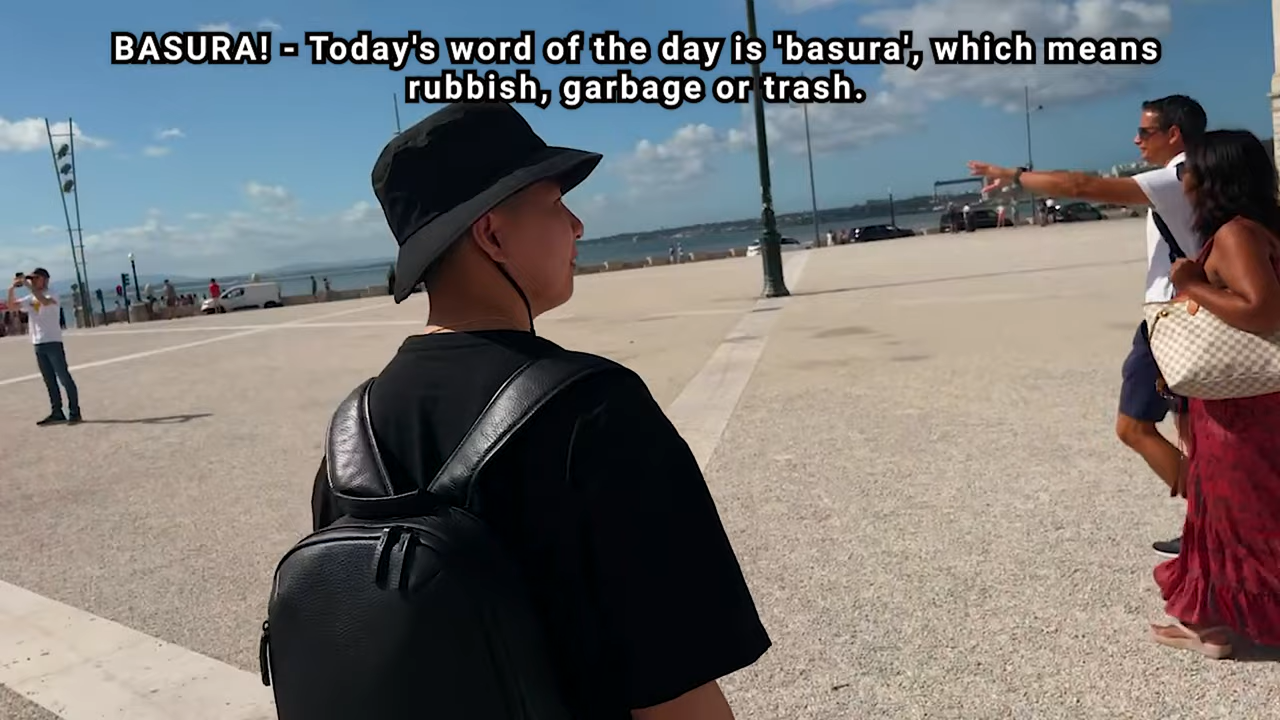 BASURA! - Today's word of the day is 'basura', which means
rubbish, garbage or trash.